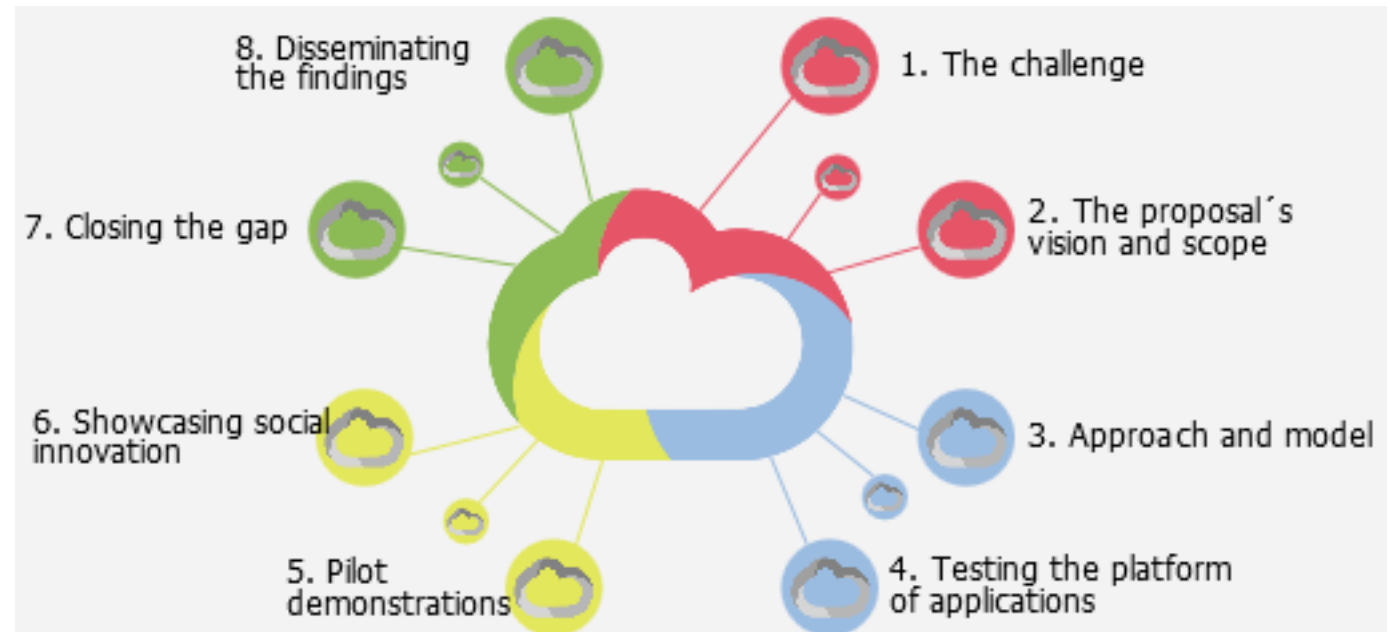 1. The challenge
2. The proposal´s
vision and scope
3. Approach and model
4. Testing the platform
of applications
5. Pilot
demonstrations
6. Showcasing social
innovation
7. Closing the gap
8. Disseminating
the findings